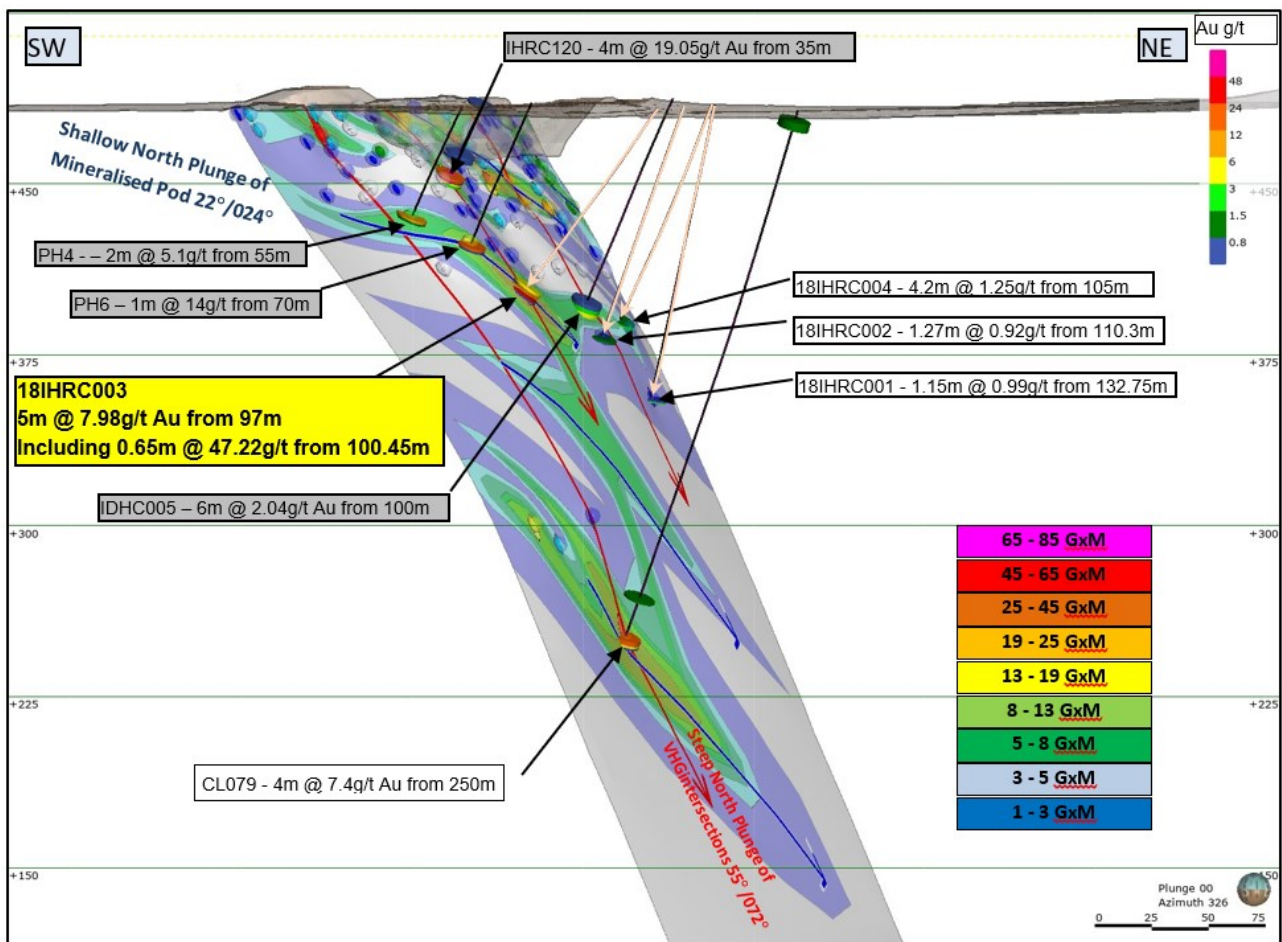 SW
IHRC120 - 4m @ 19.05g/t Au from 35m
NE
Au g/t
48
24
12
6
3
1.5
0.8
Shallow North Plunge of
Mineralised Pod 22°/024°
+450
+450
PH4 - – 2m @ 5.1g/t from 55m
PH6 – 1m @ 14g/t from 70m
18IHRC004 - 4.2m @ 1.25g/t from 105m
18IHRC002 - 1.27m @ 0.92g/t from 110.3m
+375
+375
18IHRC001 - 1.15m @ 0.99g/t from 132.75m
18IHRC003
5m @ 7.98g/t Au from 97m
Including 0.65m @ 47.22g/t from 100.45m
IDHC005 – 6m @ 2.04g/t Au from 100m
+300
+300
65 - 85 GxM
45 - 65 GxM
25 - 45 GxM
19 - 25 GxM
13 - 19 GxM
8 - 13 GxM
5 - 8 GxM
3 - 5 GxM
1 - 3 GxM
+225
+225
CL079 - 4m @ 7.4g/t Au from 250m
Steep North Plunge of
VHGintersections 55° /072°
+150
+150
Plunge 00
Azimuth 326
0 25 50 75